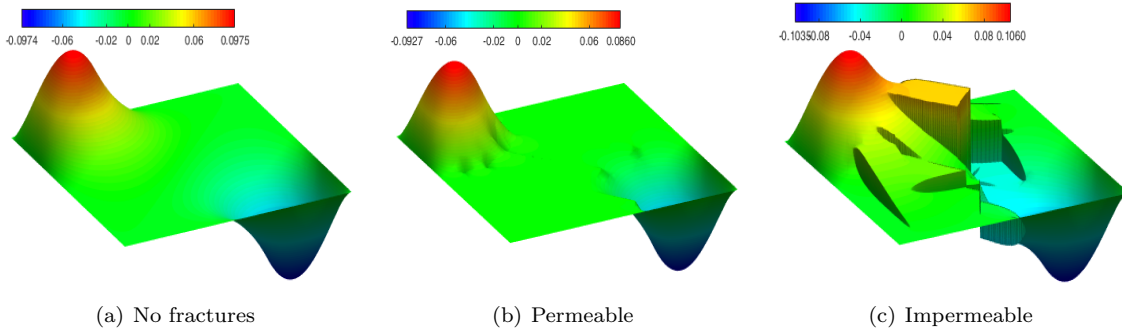 -0.0974 -0.06 -0.02 0 0.02 0.06 0.0975
-0.0927 -0.06 -0.02 0 0.02 0.06 0.0860
-0.1035 -0.08 -0.04 0 0.04 0.08 0.1060
(a) No fractures
(b) Permeable
(c) Impermeable